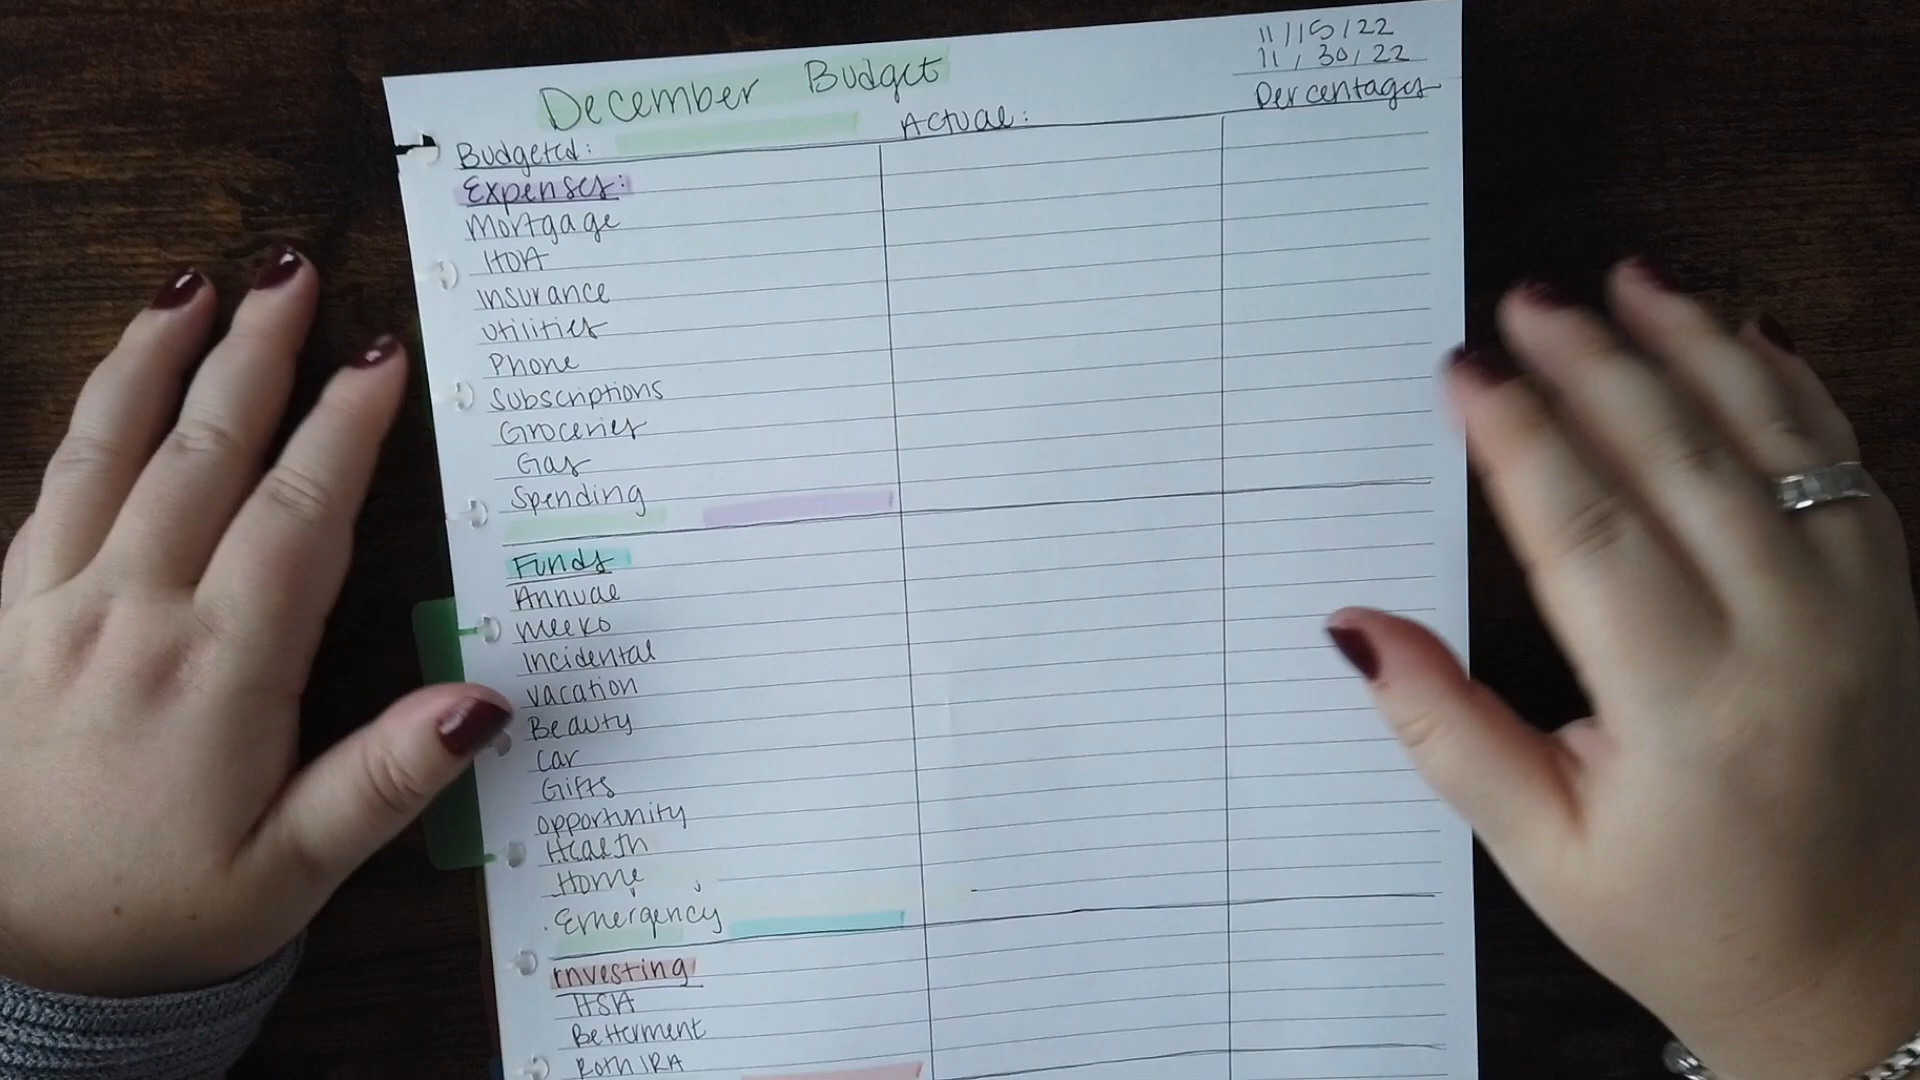 11/15/22
11/30/22
December Budget
Percentages
Budgeted: Actual:
Expenses:
Mortgage
HOA
Insurance
Utilities
Phone
Subscriptions
Groceries
Gas
Spending
Funds
Annual
Meeko
Incidental
Vacation
Beauty
Car
Gifts
Opportunity
Health
Home
Emergency
Investing
HSA
Betterment
Roth IRA